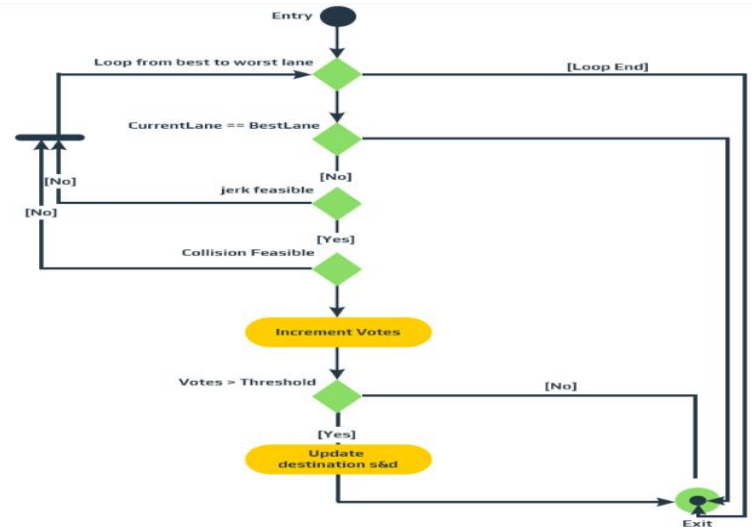 Entry
Loop from best to worst lane
[Loop End]
CurrentLane == BestLane
[No]
[No]
jerk feasible
[No]
[Yes]
Collision Feasible
Increment Votes
Votes > Threshold
[No]
[Yes]
Update
destination s&d
Exit